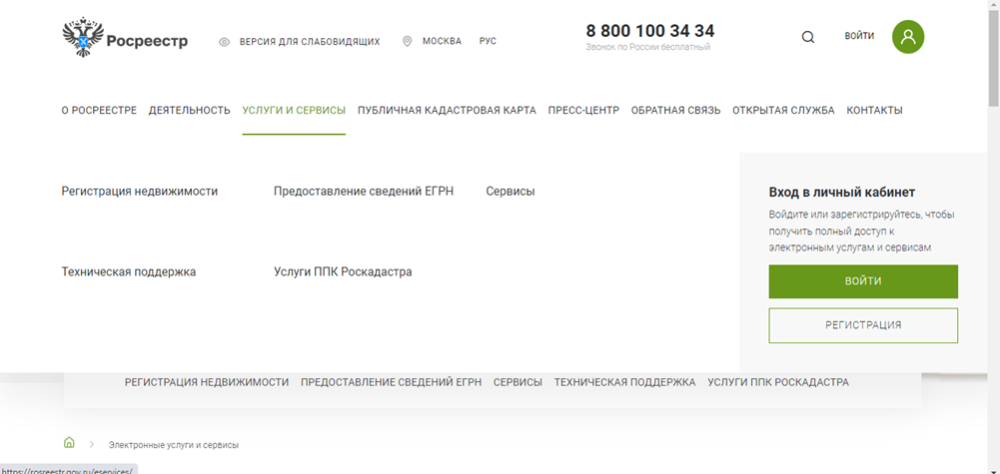 Росреестр
ВЕРСИЯ ДЛЯ СЛАБОВИДЯЩИХ
МОСКВА
РУС
8 800 100 34 34
Звонок по России бесплатный
ВОЙТИ
О РОСРЕЕСТРЕ ДЕЯТЕЛЬНОСТЬ УСЛУГИ И СЕРВИСЫ ПУБЛИЧНАЯ КАДАСТРОВАЯ КАРТА ПРЕСС-ЦЕНТР ОБРАТНАЯ СВЯЗЬ ОТКРЫТАЯ СЛУЖБА КОНТАКТЫ
Регистрация недвижимости Предоставление сведений ЕГРН Сервисы
Техническая поддержка Услуги ППК Роскадастра
Вход в личный кабинет
Войдите или зарегистрируйтесь, чтобы
получить полный доступ к
электронным услугам и сервисам
ВОЙТИ
РЕГИСТРАЦИЯ
РЕГИСТРАЦИЯ НЕДВИЖИМОСТИ ПРЕДОСТАВЛЕНИЕ СВЕДЕНИЙ ЕГРН СЕРВИСЫ ТЕХНИЧЕСКАЯ ПОДДЕРЖКА УСЛУГИ ППК РОСКАДАСТРА
Электронные услуги и сервисы
https://rosreestr.gov.ru/eservices/